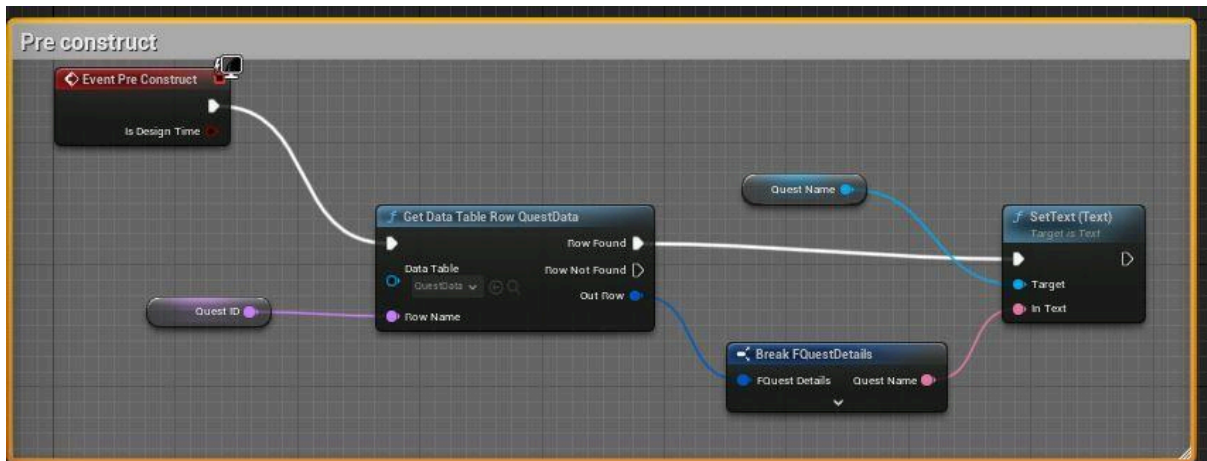 Pre construct
Event Pre Construct
Is Design Time
Quest Name
Get Data Table Row QuestData
SetText (Text)
Target is Text
Row Found
Data Table
Row Not Found
QuestData
Target
Out Row
Quest ID
Row Name
In Text
Break FQuestDetails
FQuest Details Quest Name